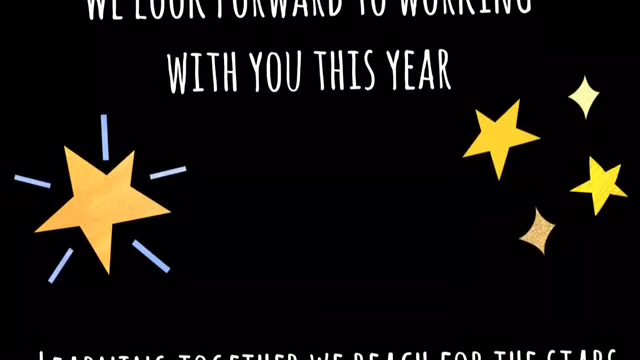 WE LOOK FORWARD TO WORKING
WITH YOU THIS YEAR
LEARNING TOGETHER WE REACH FOR THE STARS